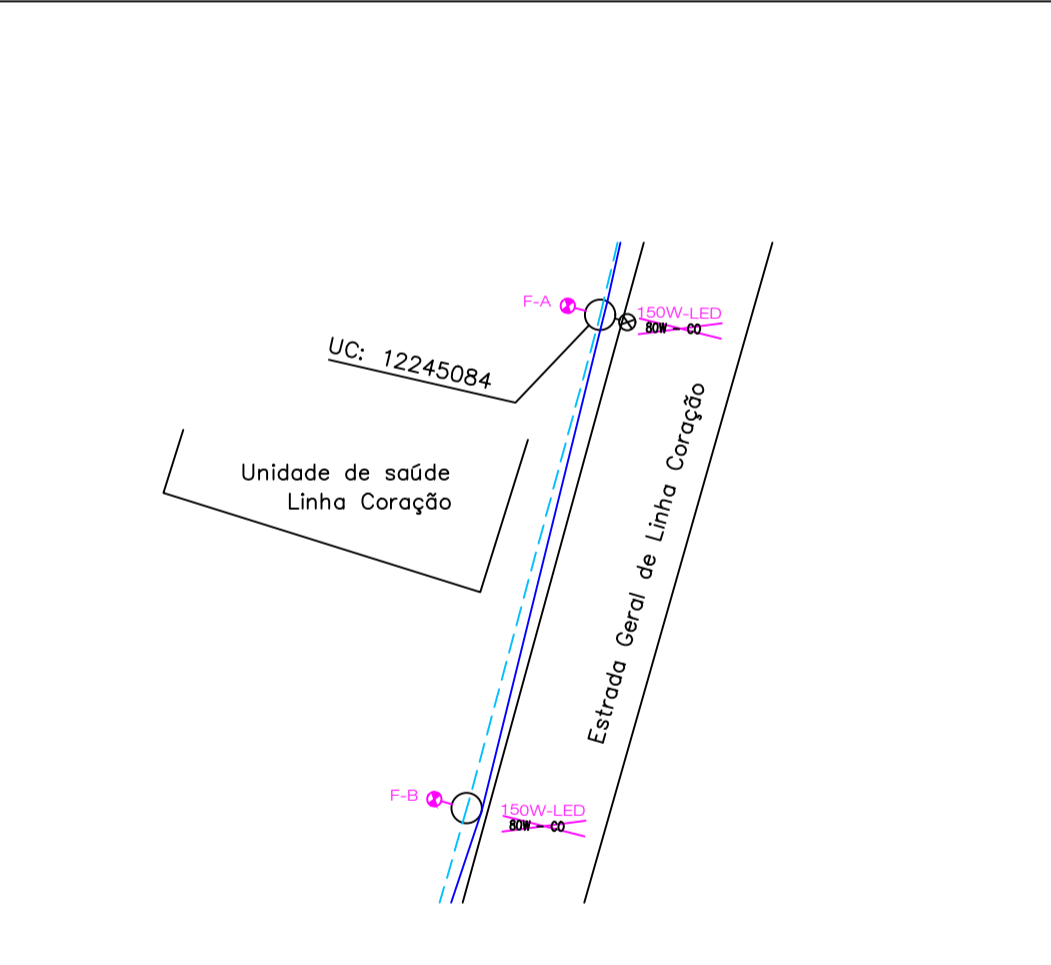 F-A
150W-LED
80W - CO
UC: 12245084
Unidade de saúde
Linha Coração
Estrada Geral de Linha Coração
F-B
150W-LED
80W - CO